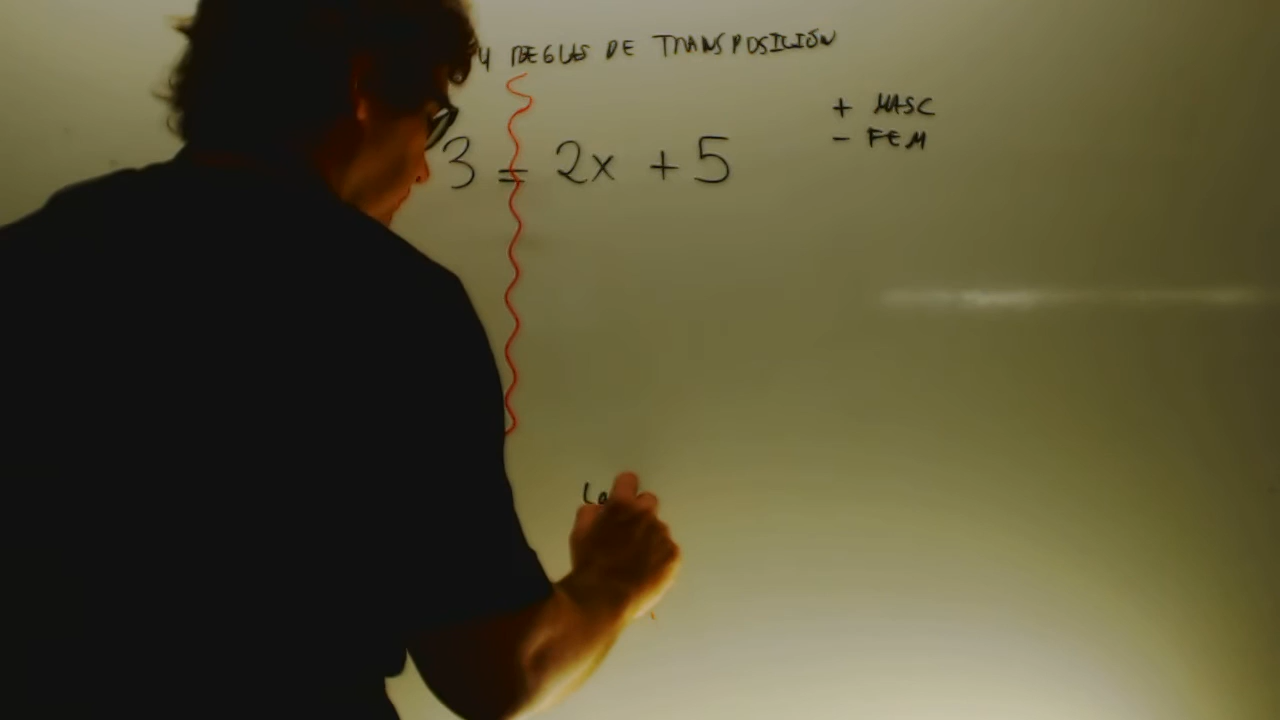 4 REGLAS DE TRANSPOSICIÓN
+ MASC
- FEM
3 = 2x + 5